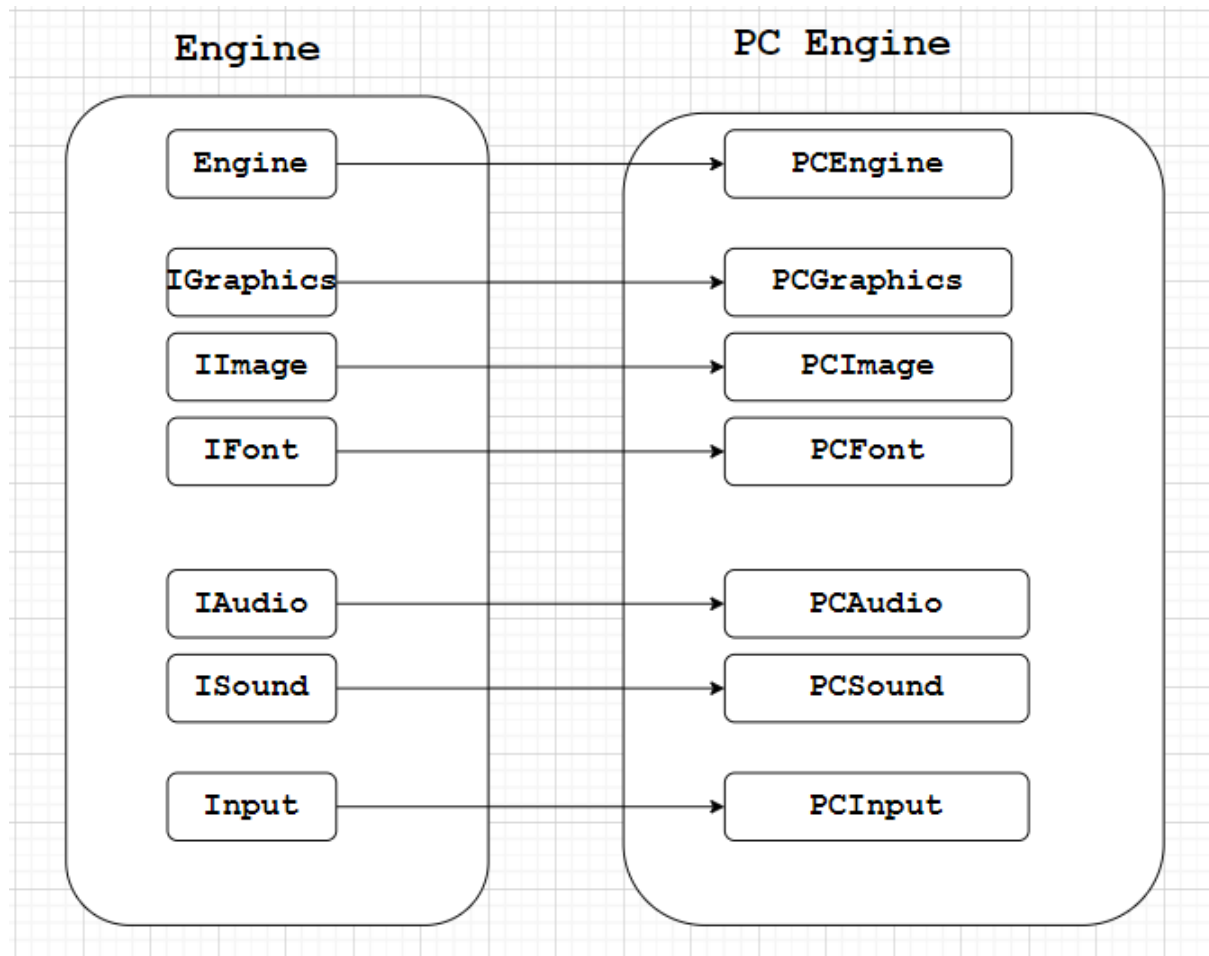 Engine
PC Engine
Engine
PCEngine
IGraphics
PCGraphics
IImage
PCImage
IFont
PCFont
IAudio
PCAudio
ISound
PCSound
Input
PCInput